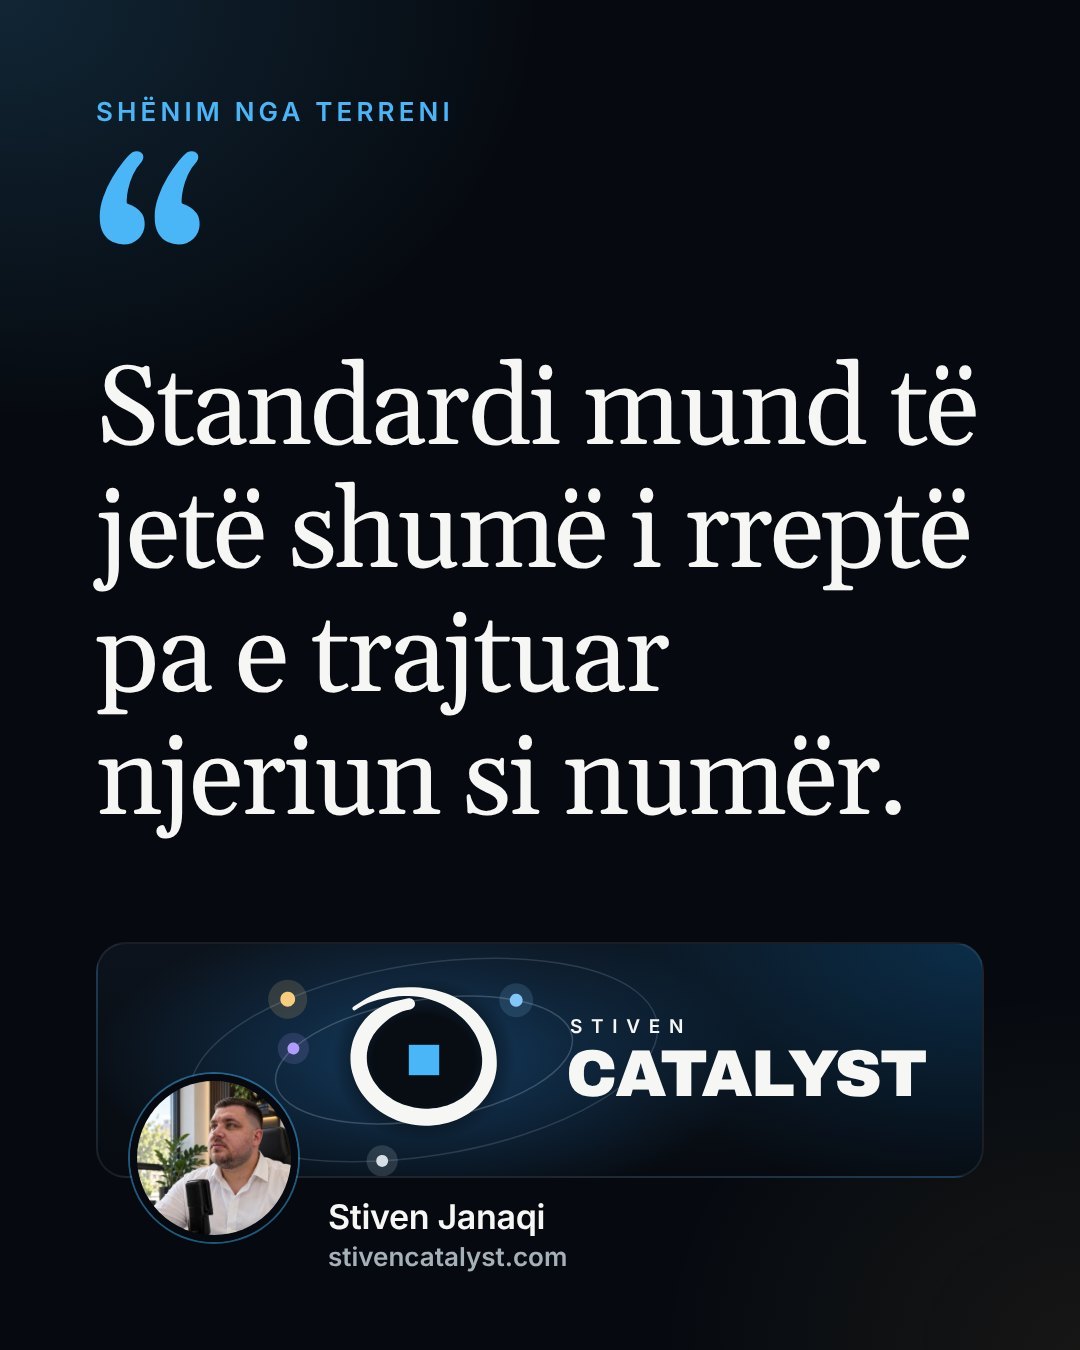 SHËNIM NGA TERRENI
“
Standardi mund të
jetë shumë i rreptë
pa e trajtuar
njeriun si numër.
STIVEN
CATALYST
Stiven Janaqi
stivencatalyst.com